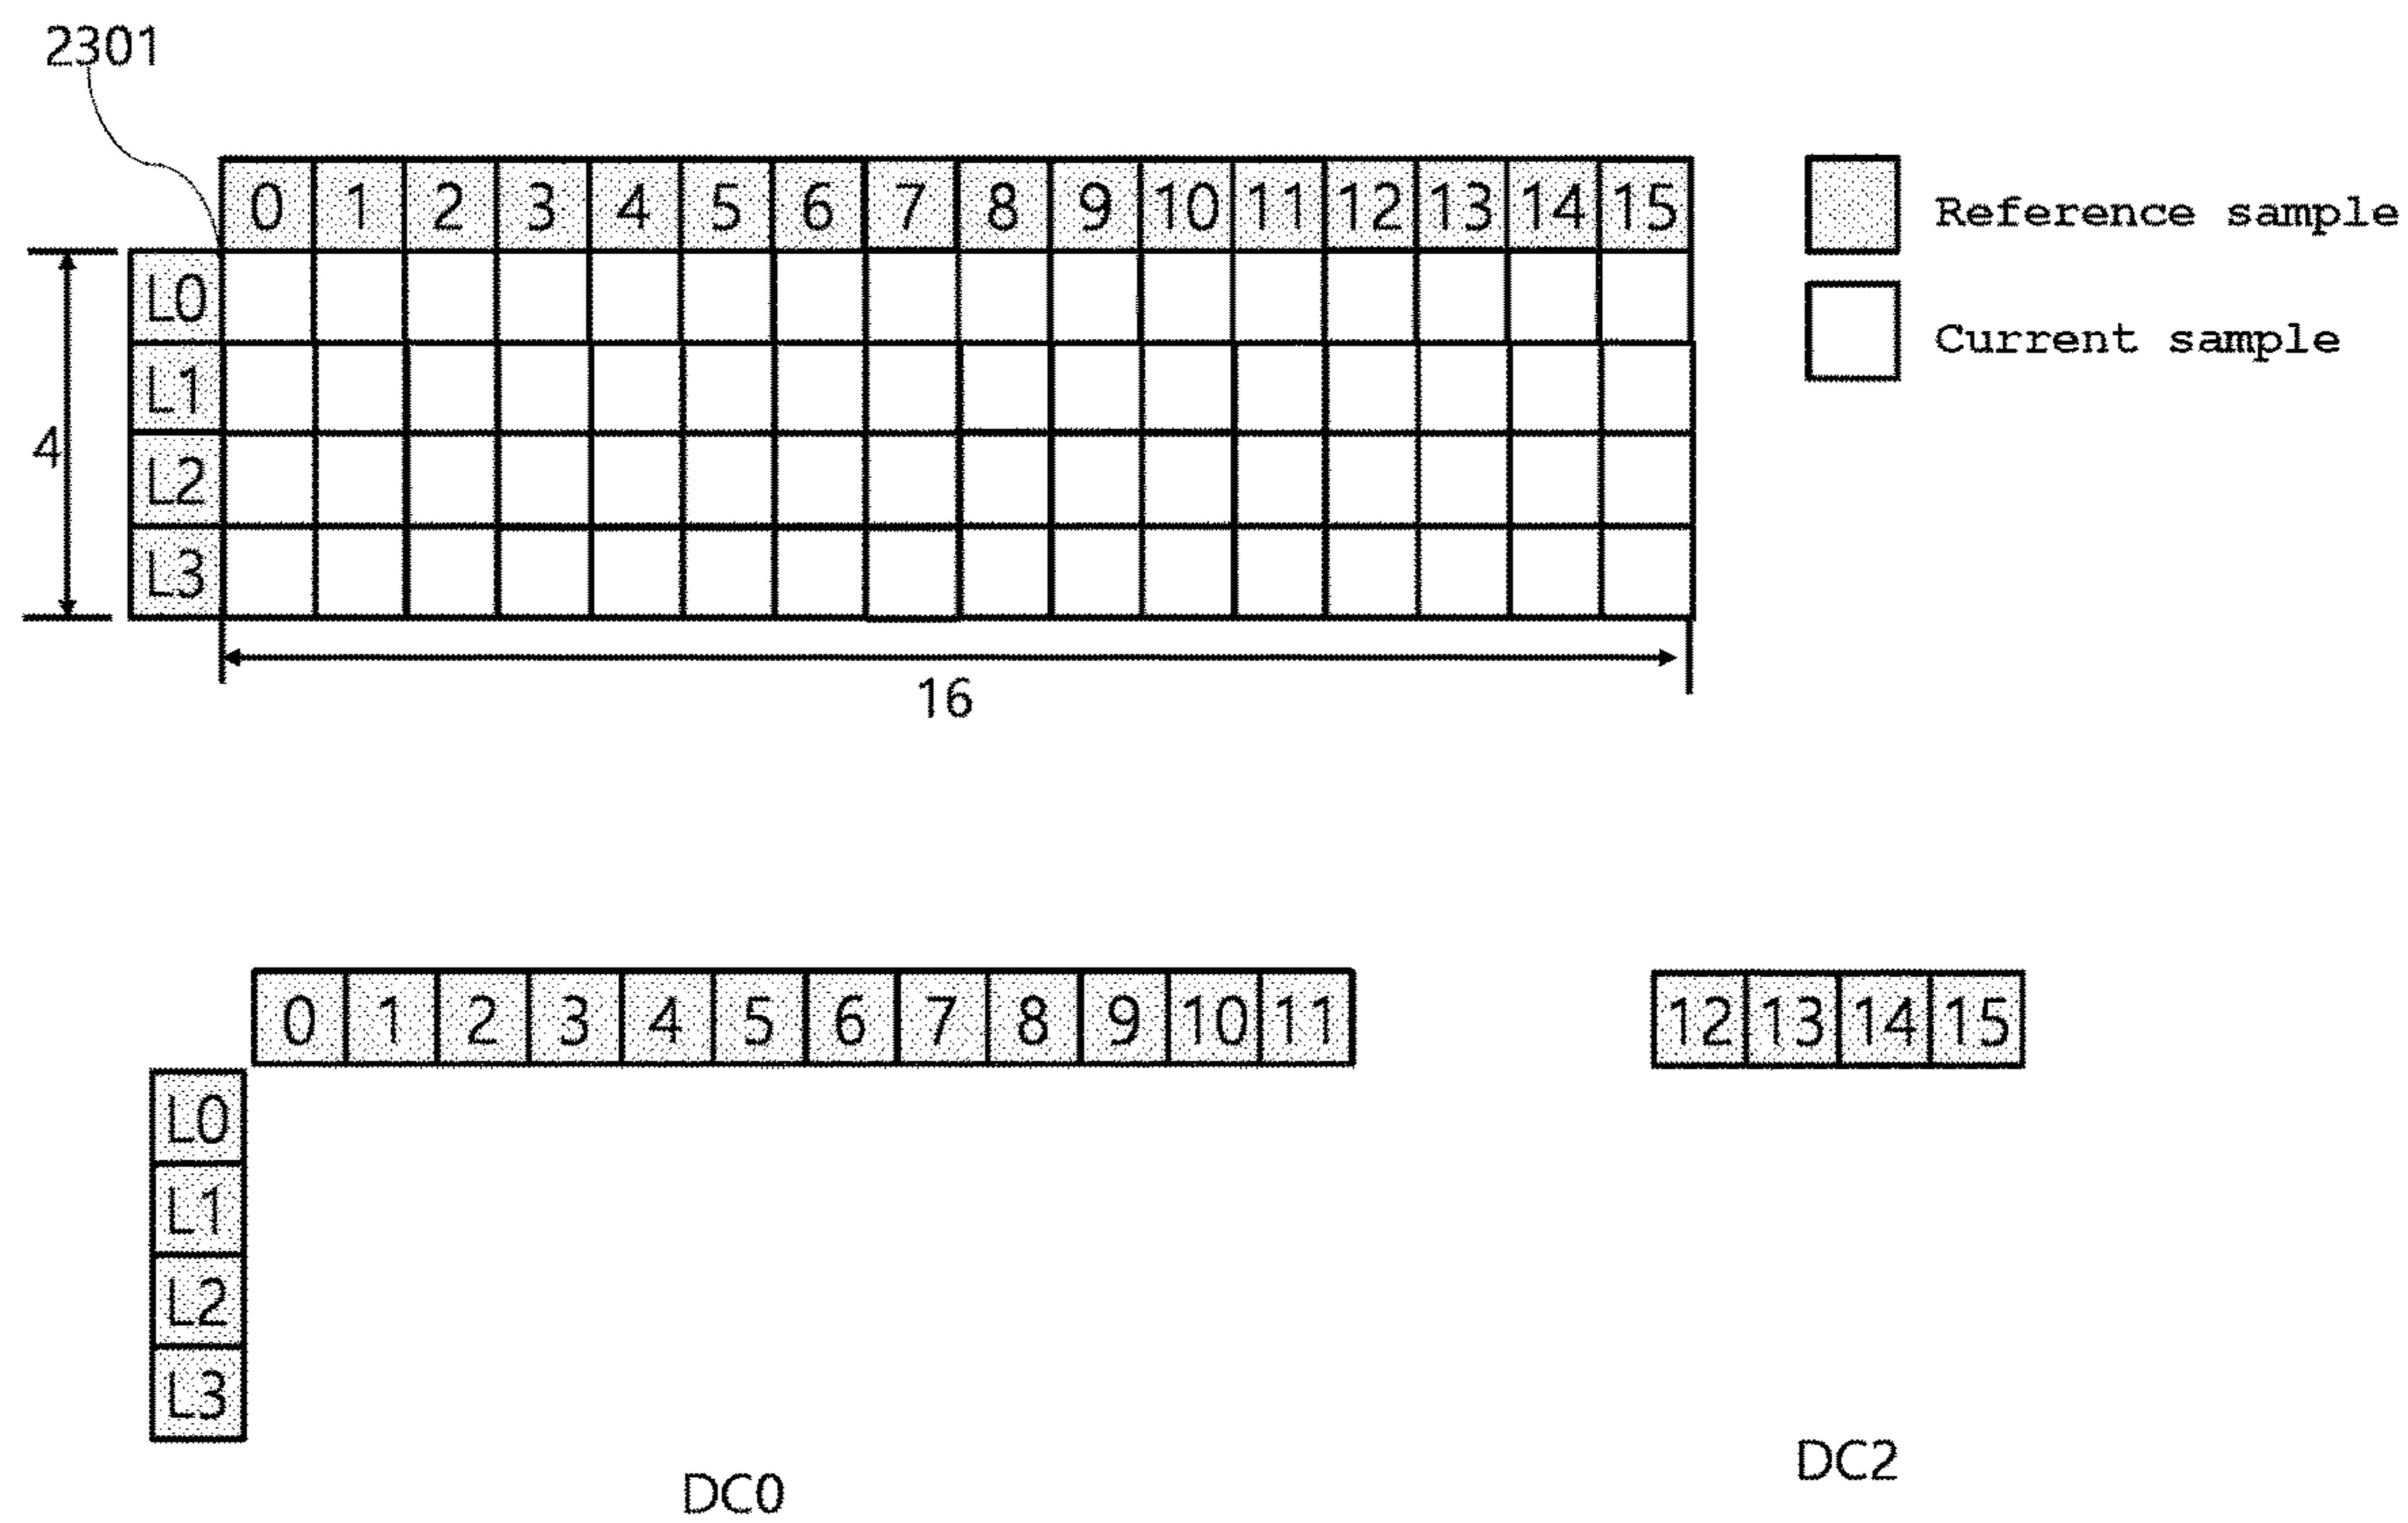 2301
0 1 2 3 4 5 6 7 8 9 10 11 12 13 14 15
Reference sample
L0
Current sample
L1
4
L2
L3
16
0 1 2 3 4 5 6 7 8 9 10 11
12 13 14 15
L0
L1
L2
L3
DC0
DC2